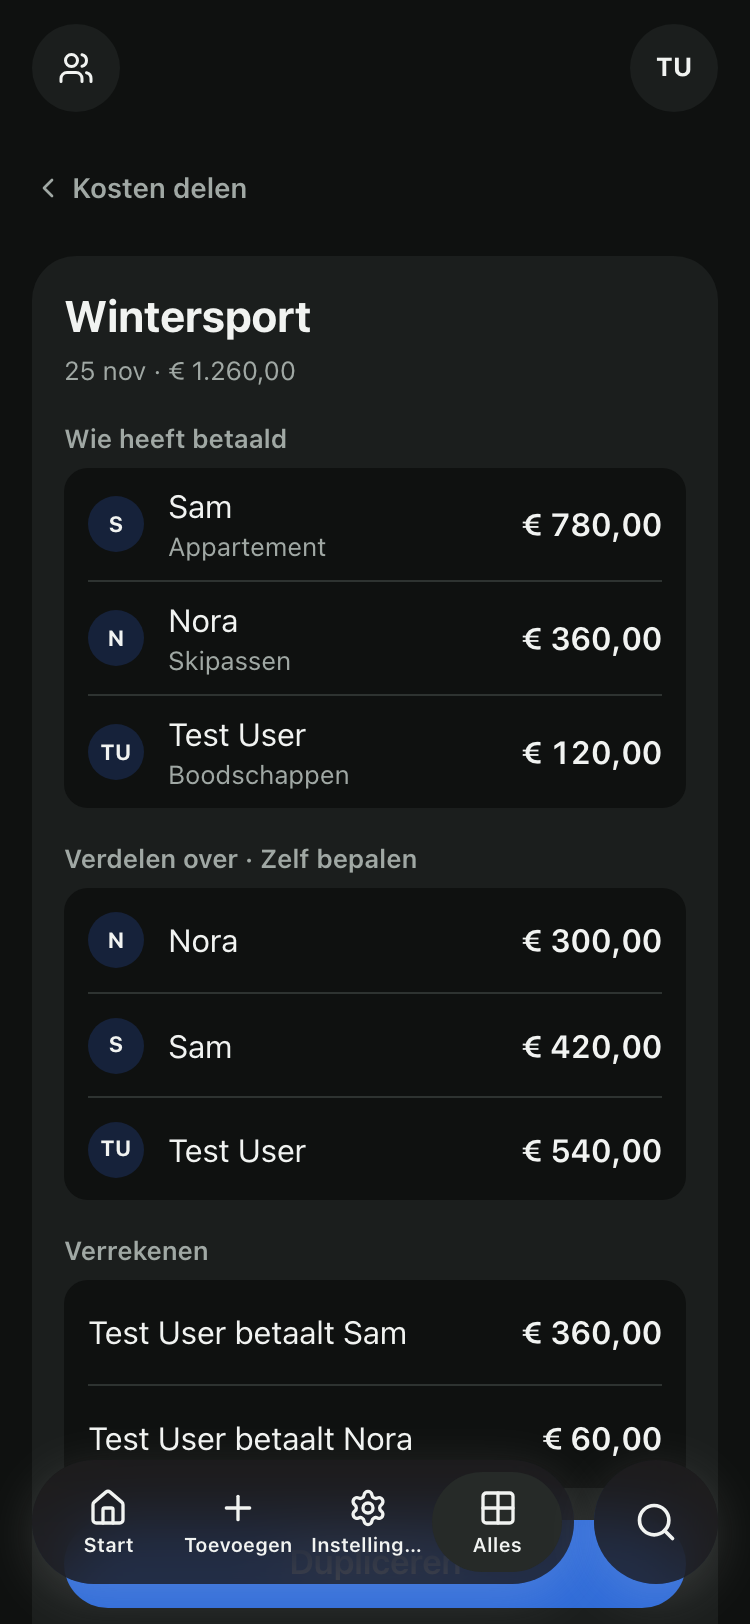 TU
Kosten delen
Wintersport
25 nov · € 1.260,00
Wie heeft betaald
S
Sam
Appartement
€ 780,00
N
Nora
Skipassen
€ 360,00
TU
Test User
Boodschappen
€ 120,00
Verdelen over · Zelf bepalen
N
Nora
€ 300,00
S
Sam
€ 420,00
TU
Test User
€ 540,00
Verrekenen
Test User betaalt Sam
€ 360,00
Test User betaalt Nora
€ 60,00
Dupliceren
Start
Toevoegen
Instelling...
Alles